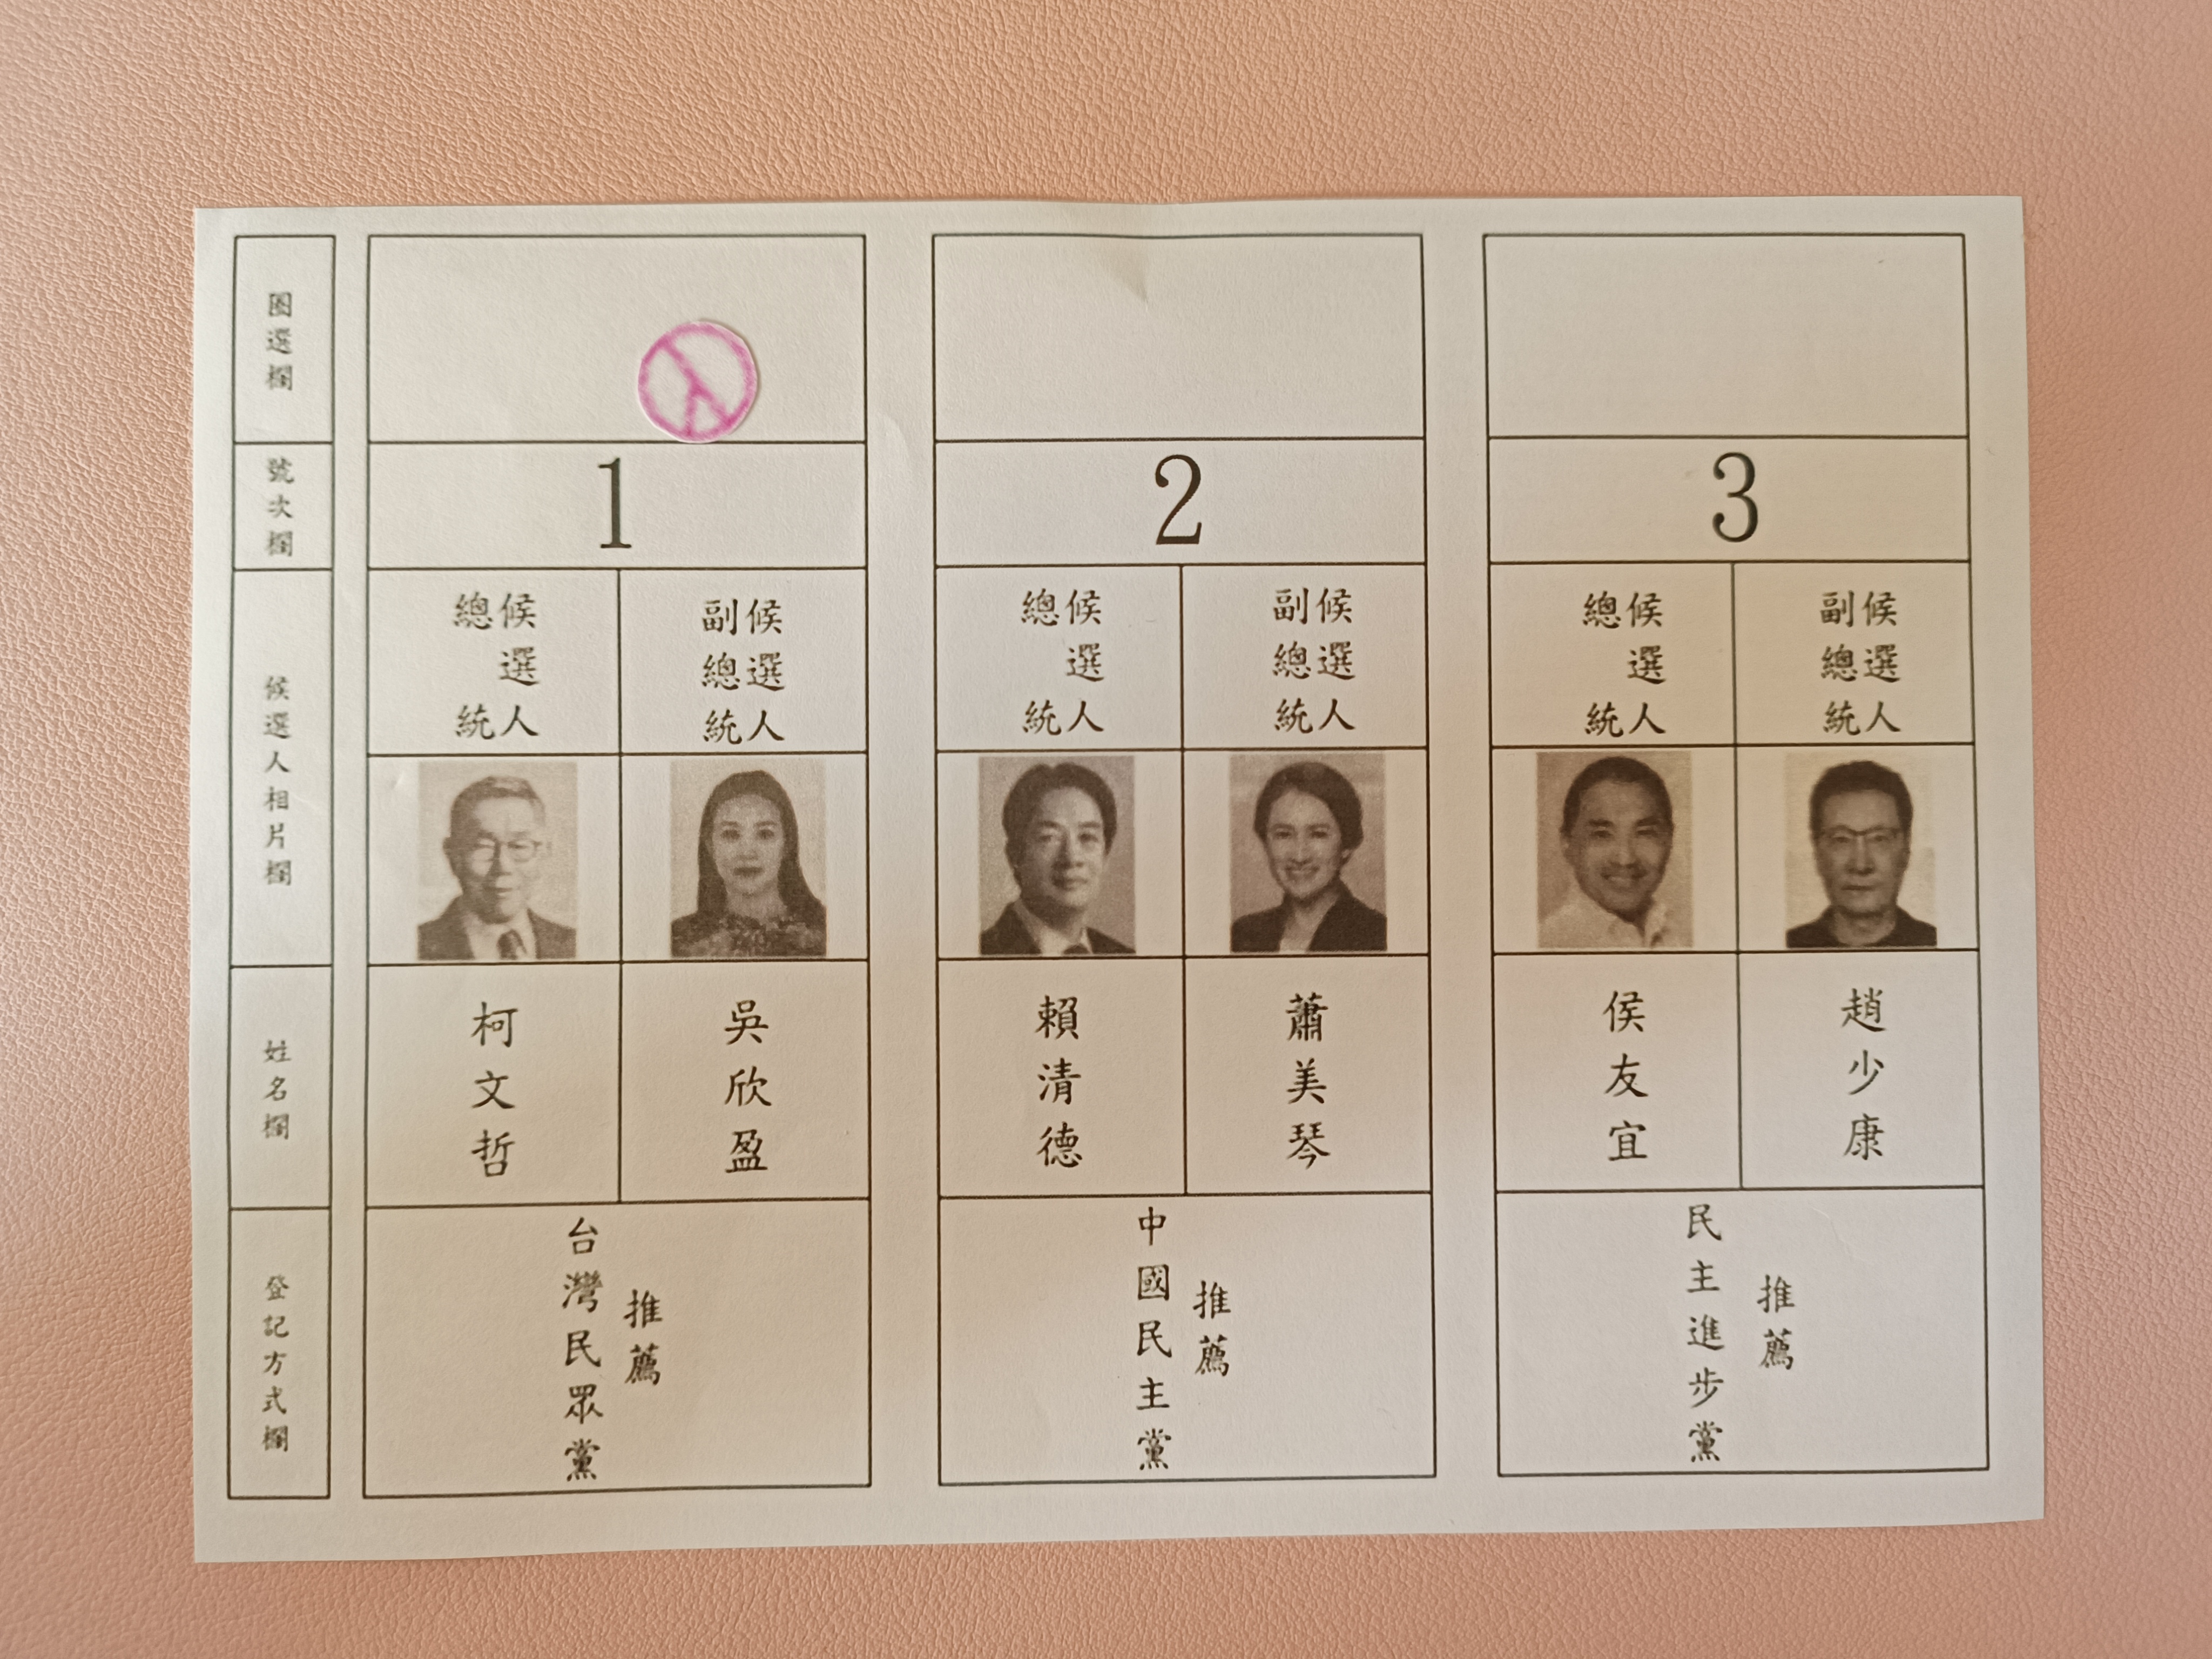 圈選欄
號次欄
候選人相片欄
姓名欄
登記方式欄
1
總統候選人
副總統候選人
柯文哲
吳欣盈
台灣民眾黨
推薦
2
總統候選人
副總統候選人
賴清德
蕭美琴
中國民主黨
推薦
3
總統候選人
副總統候選人
侯友宜
趙少康
民主進步黨
推薦